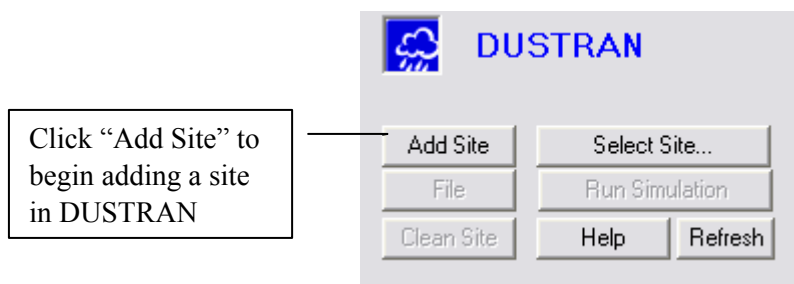 DUSTRAN
Click “Add Site” to
begin adding a site
in DUSTRAN
Add Site
Select Site...
File
Run Simulation
Clean Site
Help
Refresh